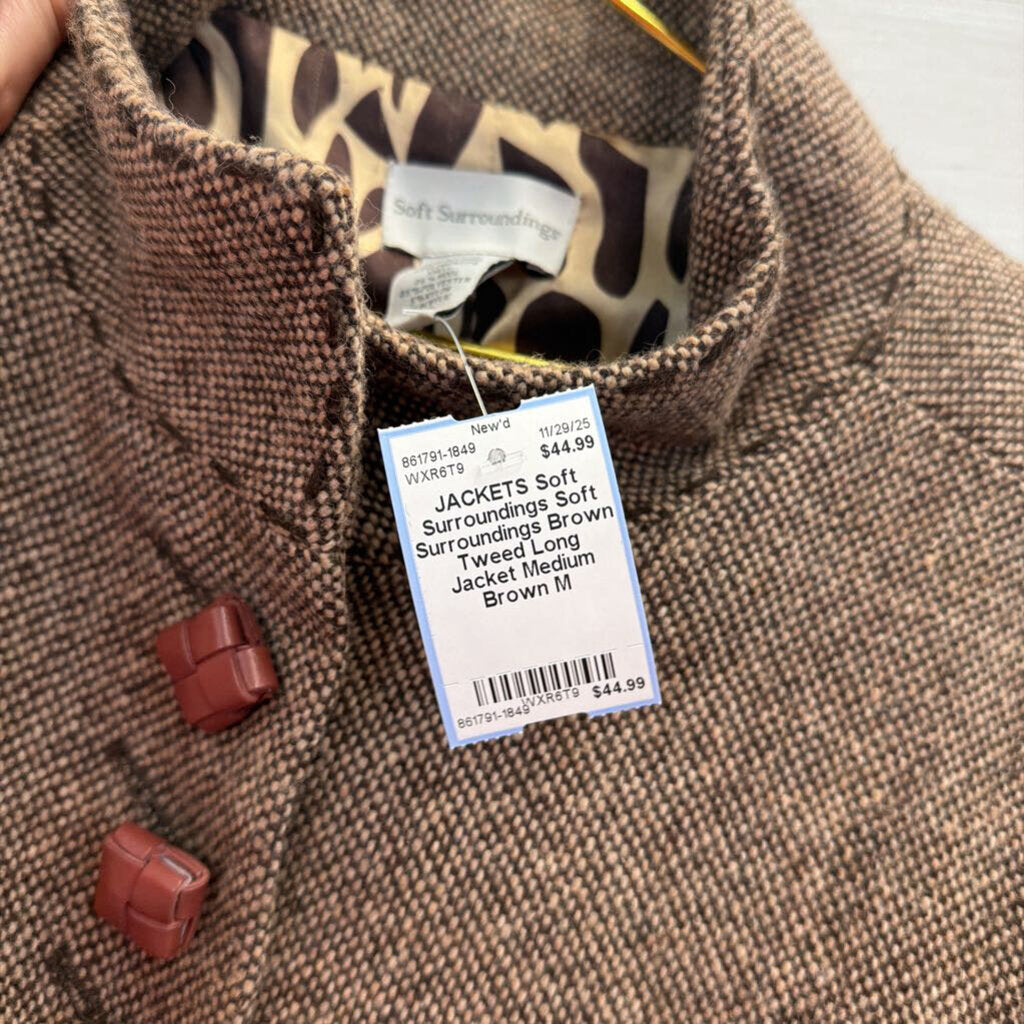 Soft Surroundings
New'd
861791-1849 11/29/25
WXR6T9 $44.99
JACKETS Soft
Surroundings Soft
Surroundings Brown
Tweed Long
Jacket Medium
Brown M
WXR6T9 $44.99
861791-1849